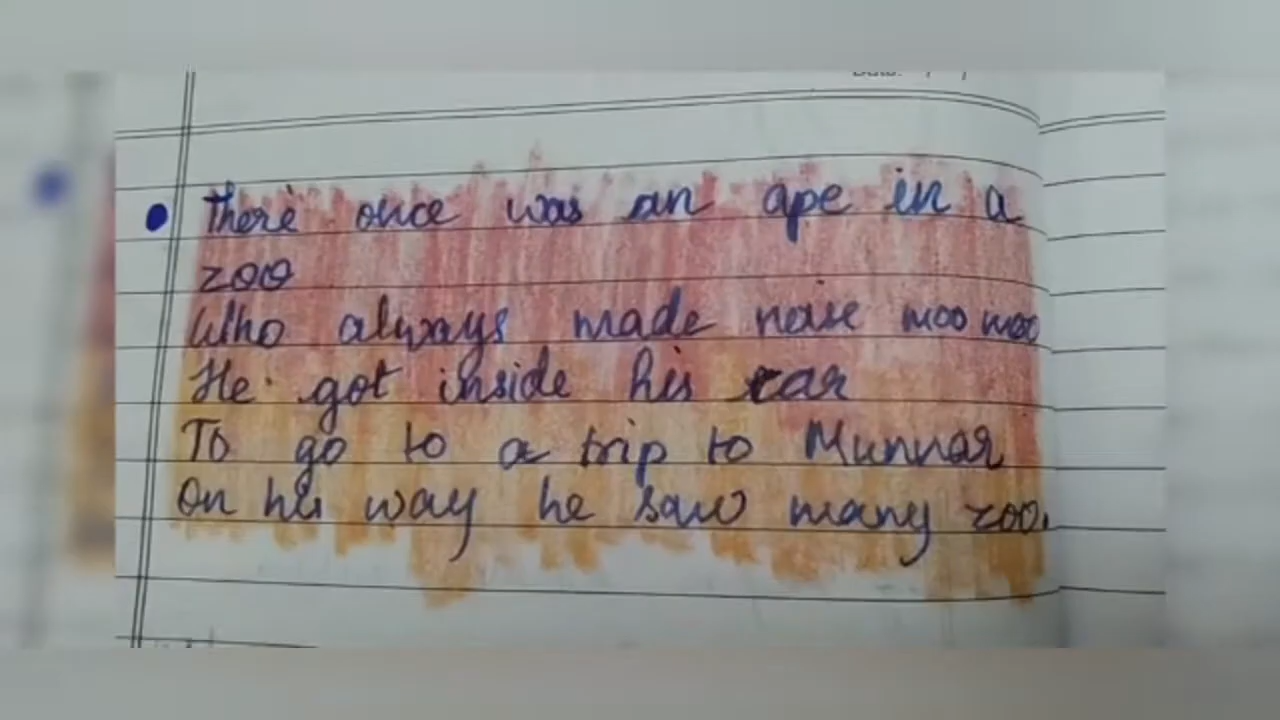 Date: / /
There once was an ape in a
zoo
Who always made noise moo moo
He got inside his car
To go to a trip to Munnar
On his way he saw many zoo.